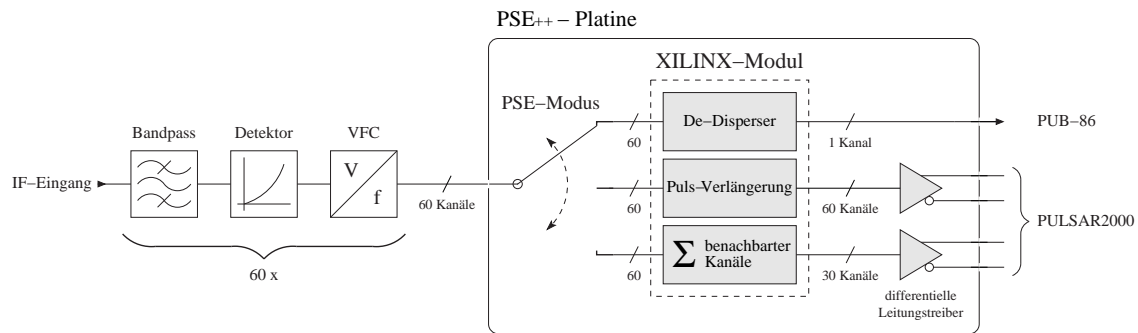 PSE++ – Platine
XILINX–Modul
PSE–Modus
Bandpass
Detektor
VFC
IF–Eingang
V
f
60 Kanäle
60 x
60
De–Disperser
1 Kanal
PUB–86
60
Puls–Verlängerung
60 Kanäle
PULSAR2000
60
Σ benachbarter
Kanäle
30 Kanäle
differentielle
Leitungstreiber